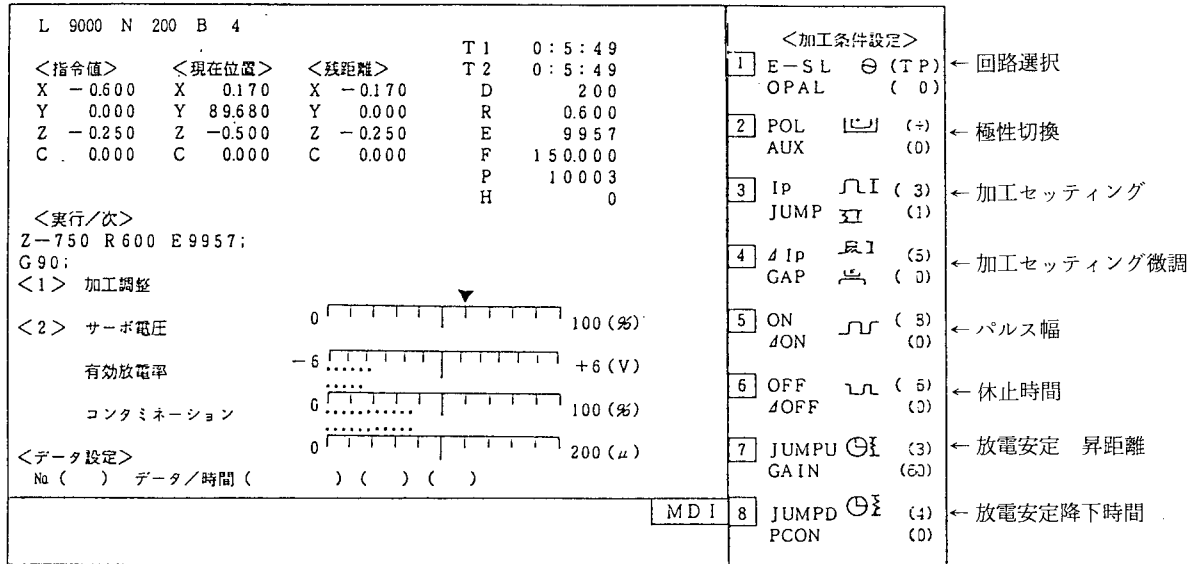 L 9000 N 200 B 4
T1 0:5:49
<指令値> <現在位置> <残距離> T2 0:5:49
X −0.600 X 0.170 X −0.170 D 200
Y 0.000 Y 89.680 Y 0.000 R 0.600
Z −0.250 Z −0.500 Z −0.250 E 9957
C 0.000 C 0.000 C 0.000 F 150.000
P 10003
H 0
<実行/次>
Z−750 R600 E9957;
G90;
<1> 加工調整
<2> サーボ電圧 0 100(%)
有効放電率 −6 +6(V)
コンタミネーション 0 100(%)
0 200(μ)
<データ設定>
№( ) データ/時間( ) ( ) ( )
MDI
<加工条件設定>
1 E−SL (TP) ← 回路選択
OPAL ( 0)
2 POL (÷) ← 極性切換
AUX (0)
3 IP ( 3) ← 加工セッティング
JUMP (1)
4 ⊿IP (5) ← 加工セッティング微調
GAP ( 0)
5 ON ( 8) ← パルス幅
⊿ON (0)
6 OFF ( 6) ← 休止時間
⊿OFF (0)
7 JUMPU (3) ← 放電安定 昇距離
GAIN (60)
8 JUMPD (4) ← 放電安定降下時間
PCON (0)